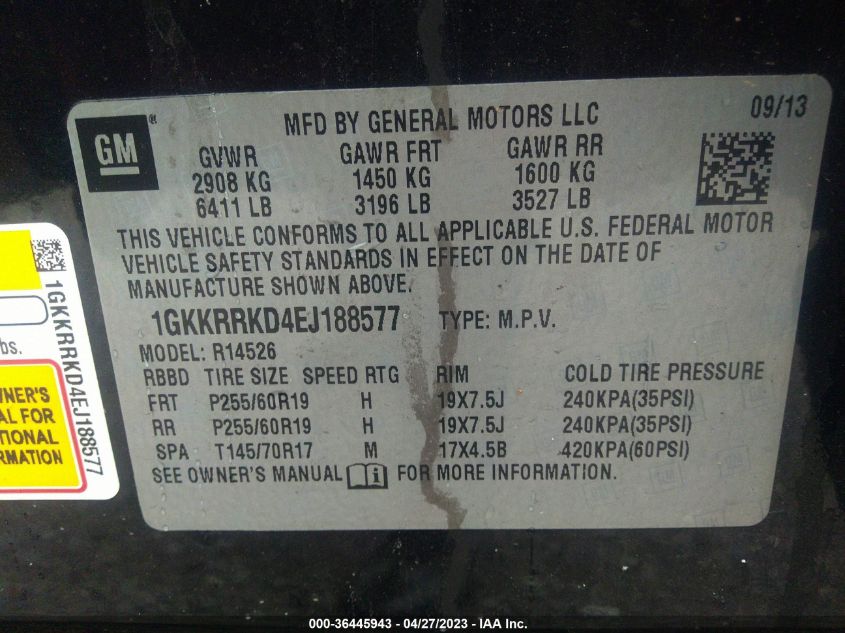 GM ®
MFD BY GENERAL MOTORS LLC
09/13
GVWR GAWR FRT GAWR RR
2908 KG 1450 KG 1600 KG
6411 LB 3196 LB 3527 LB
THIS VEHICLE CONFORMS TO ALL APPLICABLE U.S. FEDERAL MOTOR
VEHICLE SAFETY STANDARDS IN EFFECT ON THE DATE OF
MANUFACTURE SHOWN ABOVE.
1GKKRRKD4EJ188577 TYPE: M.P.V.
MODEL: R14526
RBBD TIRE SIZE SPEED RTG RIM COLD TIRE PRESSURE
FRT P255/60R19 H 19X7.5J 240KPA(35PSI)
RR P255/60R19 H 19X7.5J 240KPA(35PSI)
SPA T145/70R17 M 17X4.5B 420KPA(60PSI)
SEE OWNER'S MANUAL FOR MORE INFORMATION.
1GKKRRKD4EJ188577
bs.
WNER'S
AL FOR
TIONAL
RMATION
000-36445943 - 04/27/2023 - IAA Inc.